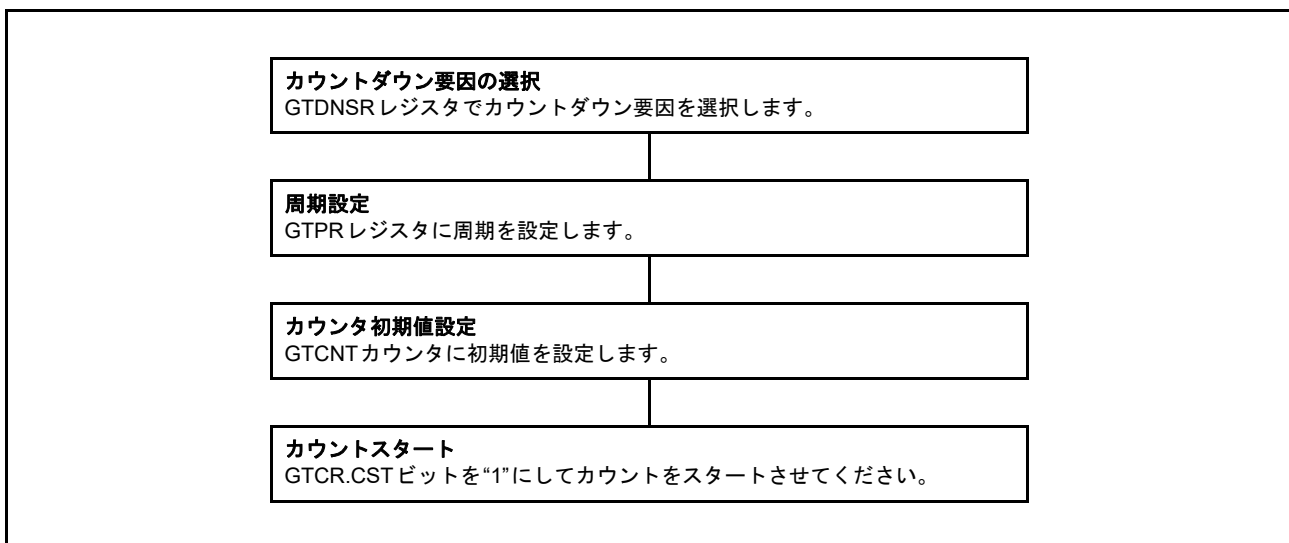 カウントダウン要因の選択
GTDNSRレジスタでカウントダウン要因を選択します。
周期設定
GTPRレジスタに周期を設定します。
カウンタ初期値設定
GTCNTカウンタに初期値を設定します。
カウントスタート
GTCR.CSTビットを“1”にしてカウントをスタートさせてください。